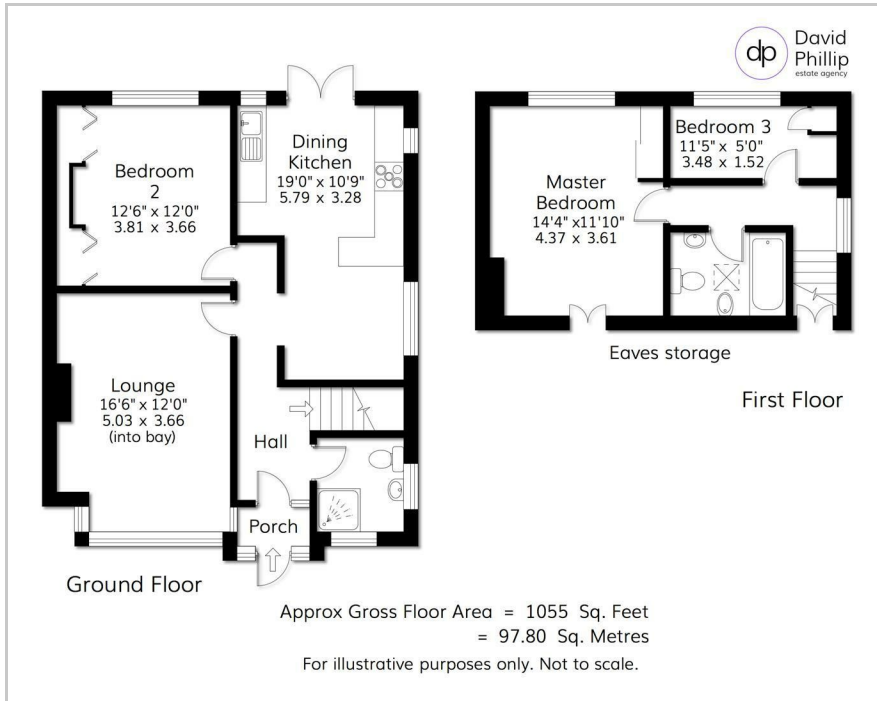 dp
David
Phillip
estate agency
Bedroom
2
12'6" x 12'0"
3.81 x 3.66
Dining
Kitchen
19'0" x 10'9"
5.79 x 3.28
Lounge
16'6" x 12'0"
5.03 x 3.66
(into bay)
Hall
Porch
Ground Floor
Master
Bedroom
14'4" x11'10"
4.37 x 3.61
Bedroom 3
11'5" x 5'0"
3.48 x 1.52
Eaves storage
First Floor
Approx Gross Floor Area = 1055 Sq. Feet
= 97.80 Sq. Metres
For illustrative purposes only. Not to scale.